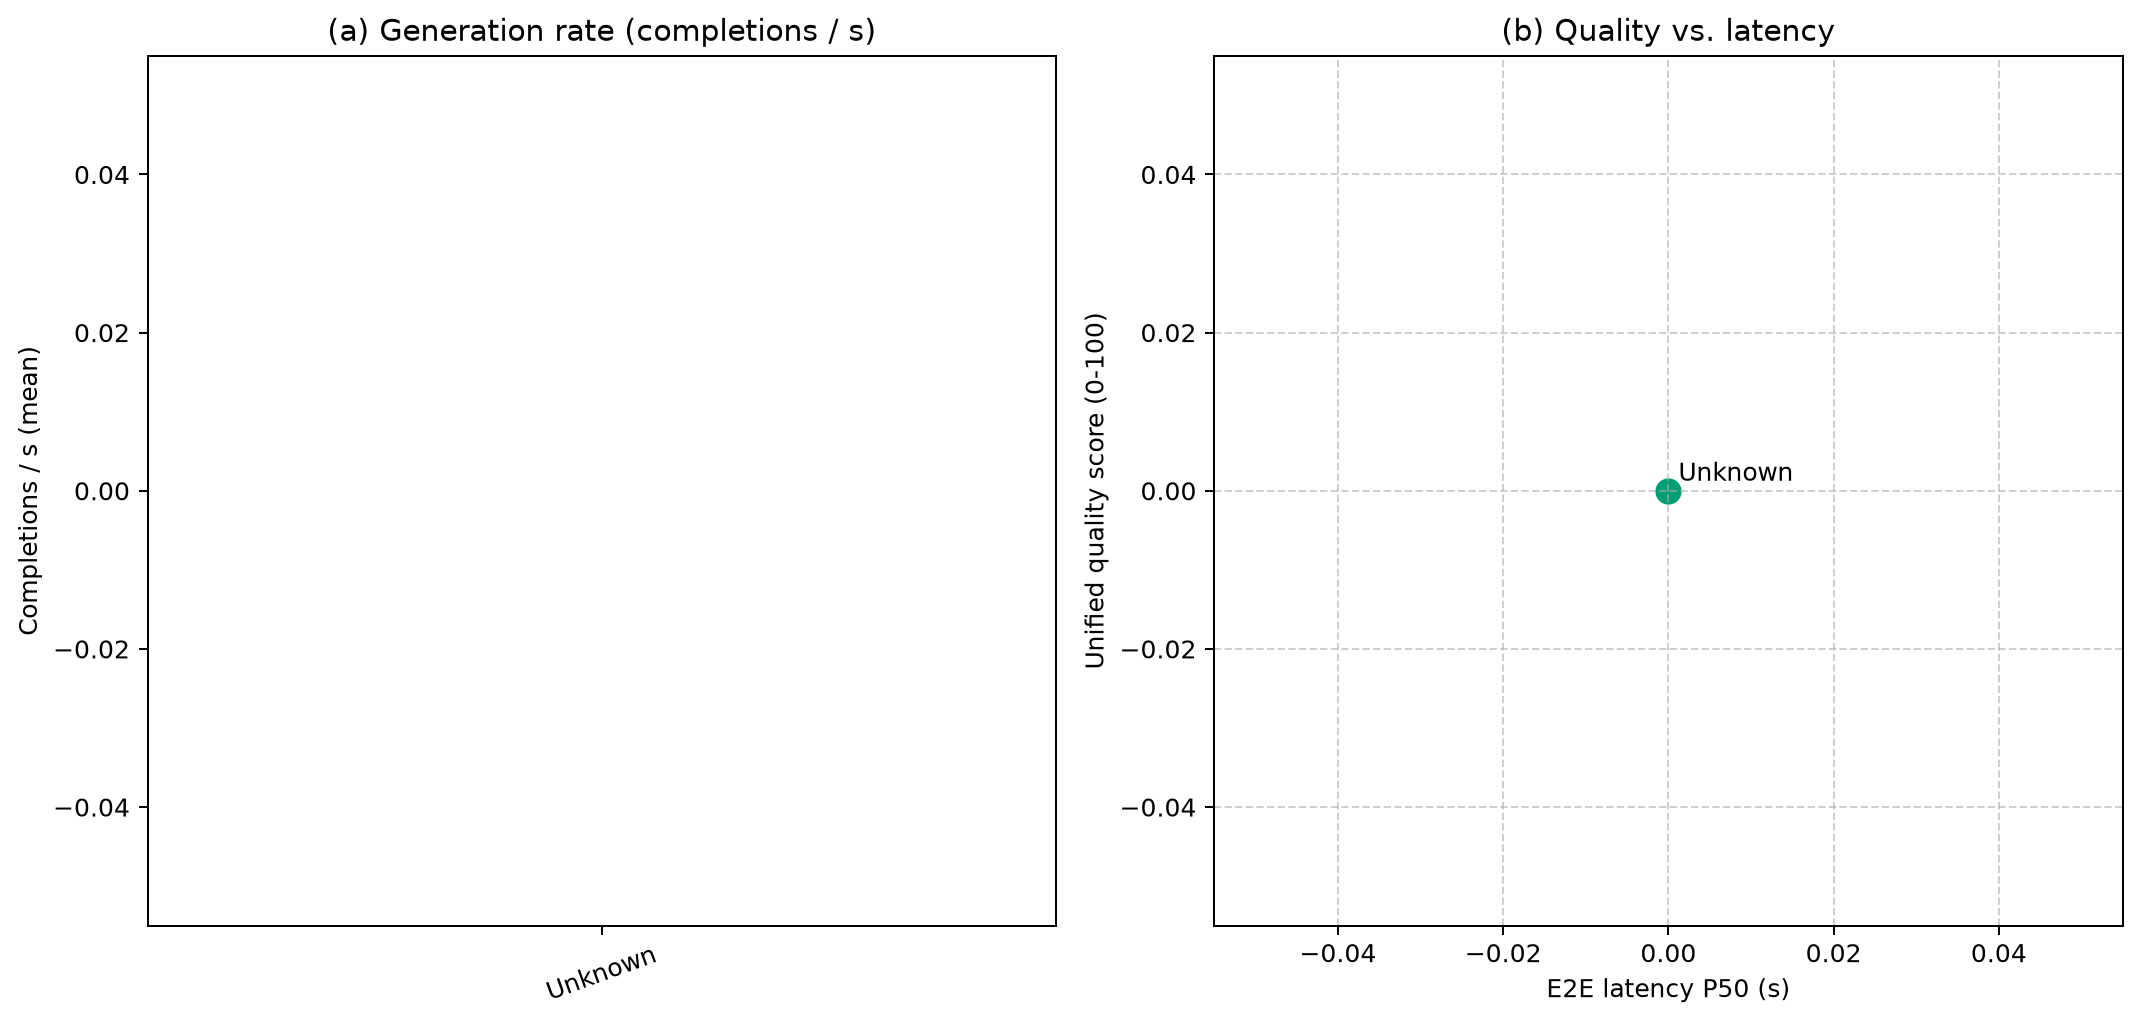 (a) Generation rate (completions / s)
Completions / s (mean)
0.04
0.02
0.00
−0.02
−0.04
Unknown
(b) Quality vs. latency
Unified quality score (0-100)
0.04
0.02
0.00
−0.02
−0.04
Unknown
−0.04 −0.02 0.00 0.02 0.04
E2E latency P50 (s)